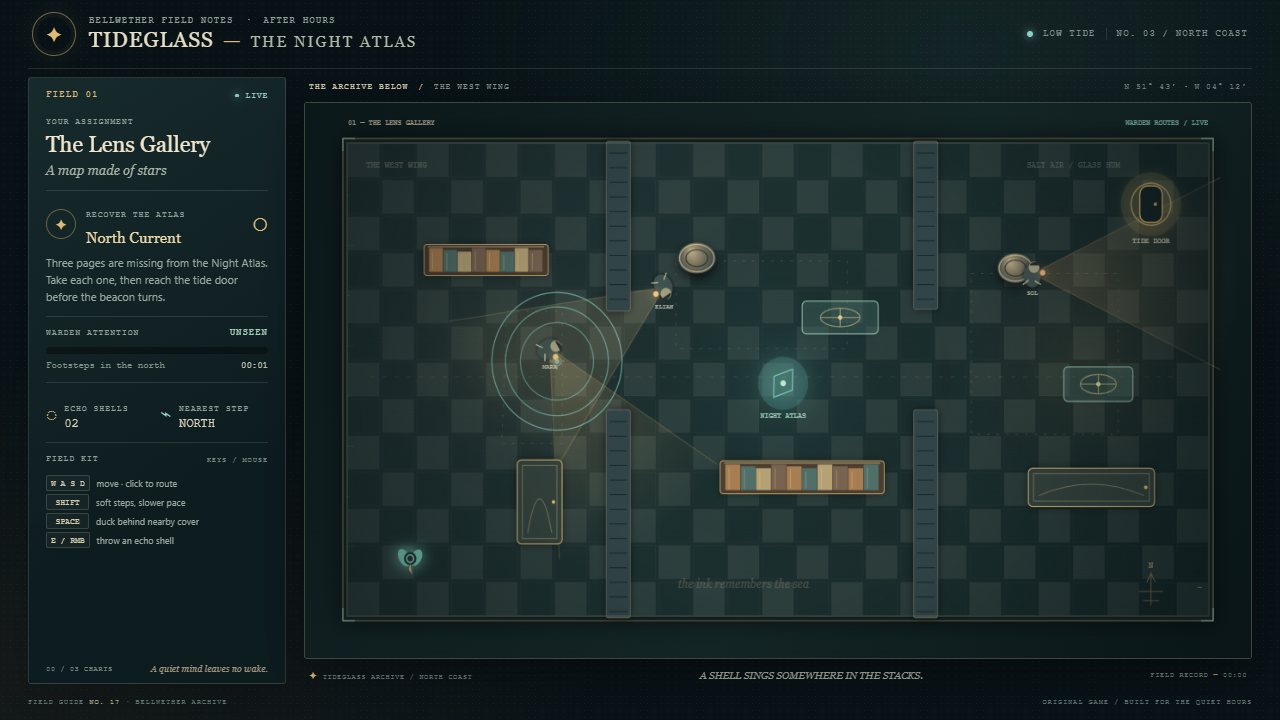 BELLWETHER FIELD NOTES · AFTER HOURS
TIDEGLASS — THE NIGHT ATLAS
LOW TIDE
NO. 03 / NORTH COAST
FIELD 01
LIVE
YOUR ASSIGNMENT
The Lens Gallery
A map made of stars
RECOVER THE ATLAS
North Current
Three pages are missing from the Night Atlas.
Take each one, then reach the tide door
before the beacon turns.
WARDEN ATTENTION
UNSEEN
Footsteps in the north
00:01
ECHO SHELLS
02
NEAREST STEP
NORTH
FIELD KIT
KEYS / MOUSE
W A S D move · click to route
SHIFT soft steps, slower pace
SPACE duck behind nearby cover
E / RMB throw an echo shell
00 / 03 CHARTS
A quiet mind leaves no wake.
THE ARCHIVE BELOW / THE WEST WING
N 51° 43′ · W 04° 12′
01 — THE LENS GALLERY
WARDEN ROUTES / LIVE
THE WEST WING
SALT AIR / GLASS HUM
TIDE DOOR
ELIAN
SOL
MARA
NIGHT ATLAS
the ink remembers the sea
N
TIDEGLASS ARCHIVE / NORTH COAST
A SHELL SINGS SOMEWHERE IN THE STACKS.
FIELD RECORD — 00:00
FIELD GUIDE NO. 17 · BELLWETHER ARCHIVE
ORIGINAL GAME / BUILT FOR THE QUIET HOURS